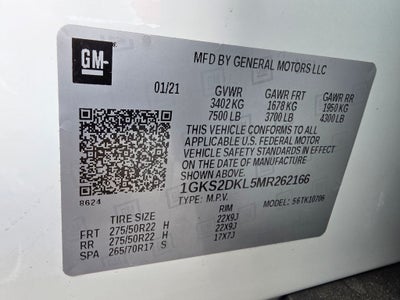 GM
MFD BY GENERAL MOTORS LLC
01/21 GVWR GAWR FRT GAWR RR
3402 KG 1678 KG 1950 KG
7500 LB 3700 LB 4300 LB
THIS VEHICLE CONFORMS TO ALL
APPLICABLE U.S. FEDERAL MOTOR
VEHICLE SAFETY STANDARDS IN EFFECT
ON THE DATE OF MANUFACTURE SHOWN
ABOVE.
1GKS2DKL5MR262166
8624 TYPE: M.P.V. S6TK10706
TIRE SIZE RIM
FRT 275/50R22 H 22X9J
RR 275/50R22 H 22X9J
SPA 265/70R17 S 17X7J